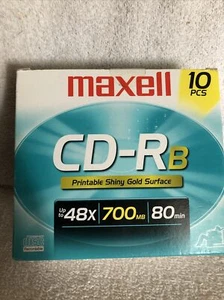 maxell
10
PCS
CD-RB
Printable Shiny Gold Surface
Up to 48X 700MB 80min